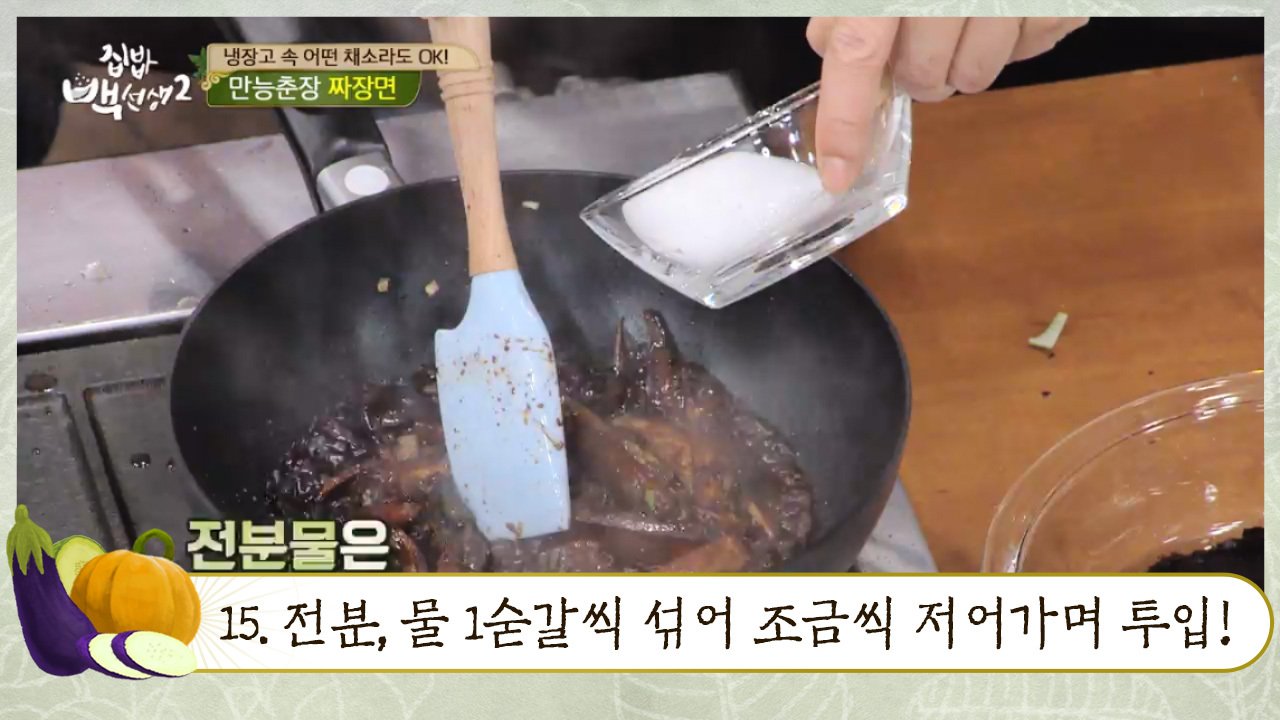 집밥
백선생2
냉장고 속 어떤 채소라도 OK!
만능춘장 짜장면
전분물은
15. 전분, 물 1숟갈씩 섞어 조금씩 저어가며 투입!